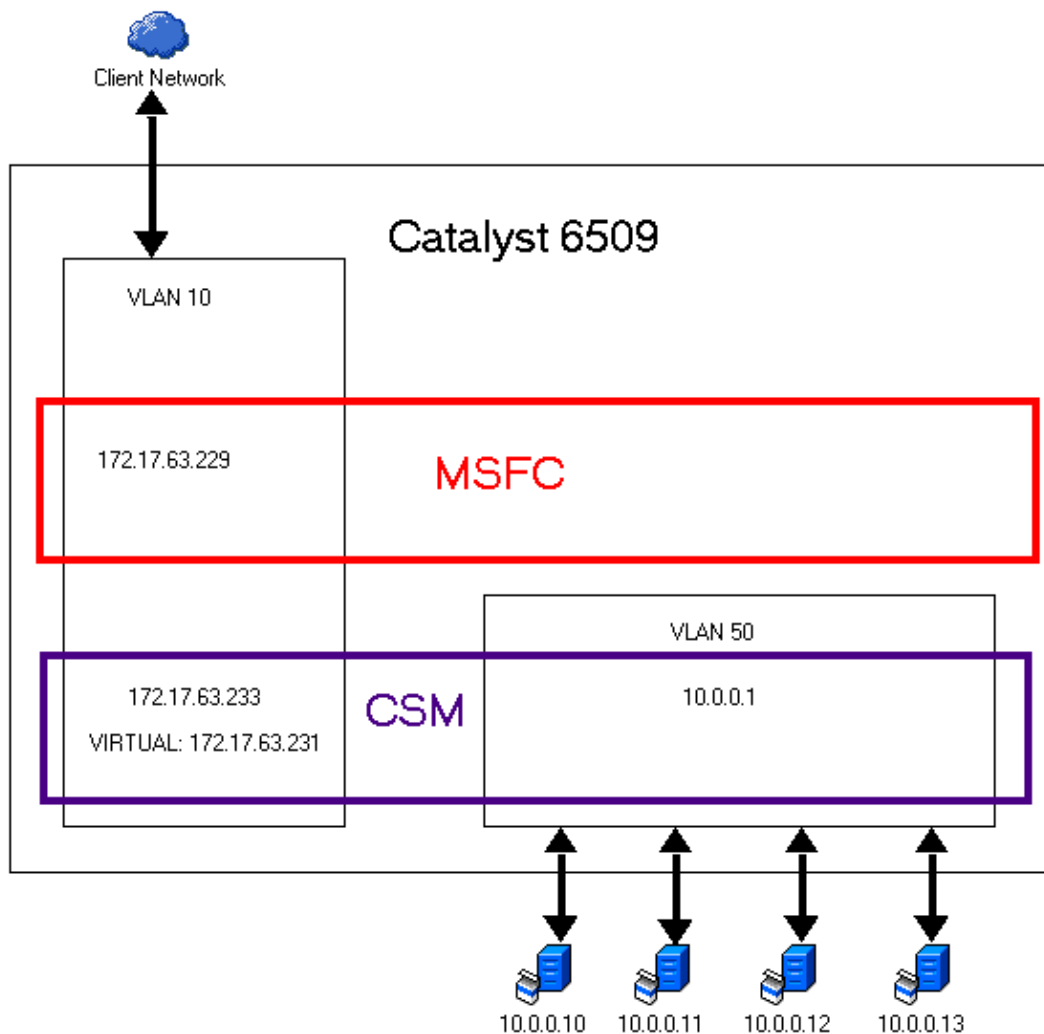 Client Network
Catalyst 6509
VLAN 10
172.17.63.229
MSFC
VLAN 50
172.17.63.233
CSM
10.0.0.1
VIRTUAL: 172.17.63.231
10.0.0.10
10.0.0.11
10.0.0.12
10.0.0.13